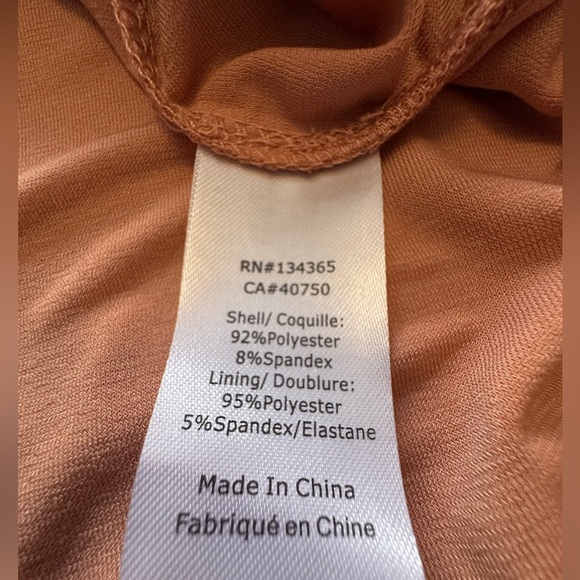 RN#134365
CA#40750
Shell/ Coquille:
92%Polyester
8%Spandex
Lining/ Doublure:
95%Polyester
5%Spandex/Elastane
Made In China
Fabriqué en Chine